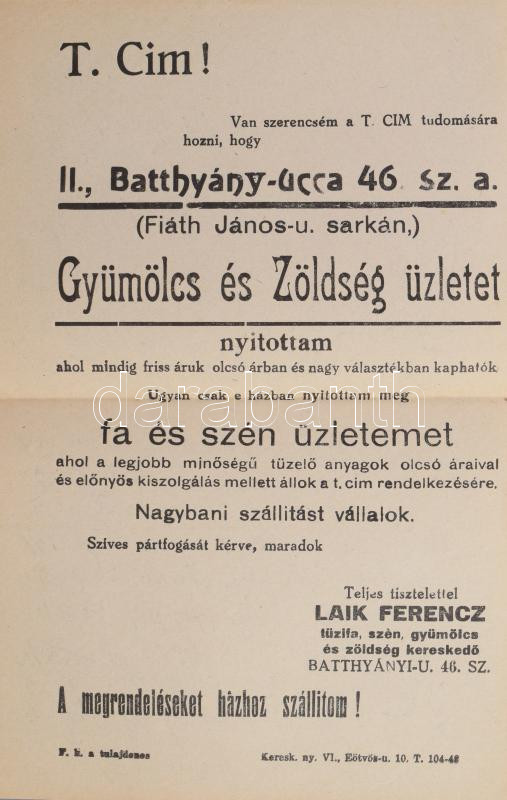 T. Cim!
Van szerencsém a T. CIM tudomására
hozni, hogy
II., Batthyány-ucca 46. sz. a.
(Fiáth János-u. sarkán,)
Gyümölcs és Zöldség üzletet
nyitottam
ahol mindig friss áruk olcsó árban és nagy választékban kaphatók
darabanth
Ugyan csak e házban nyitottam meg
fa és szén üzletemet
ahol a legjobb minőségű tüzelő anyagok olcsó áraival
és előnyös kiszolgálás mellett állok a t. cim rendelkezésére.
Nagybani szállitást vállalok.
Szives pártfogását kérve, maradok
Teljes tisztelettel
LAIK FERENCZ
tüzifa, szèn, gyümölcs
és zöldség kereskedő
BATTHYÁNYI-U. 46. SZ.
A megrendeléseket házhoz szállitom!
F. k. a tulajdonos
Keresk. ny. VI., Eötvös-u. 10. T. 104-48